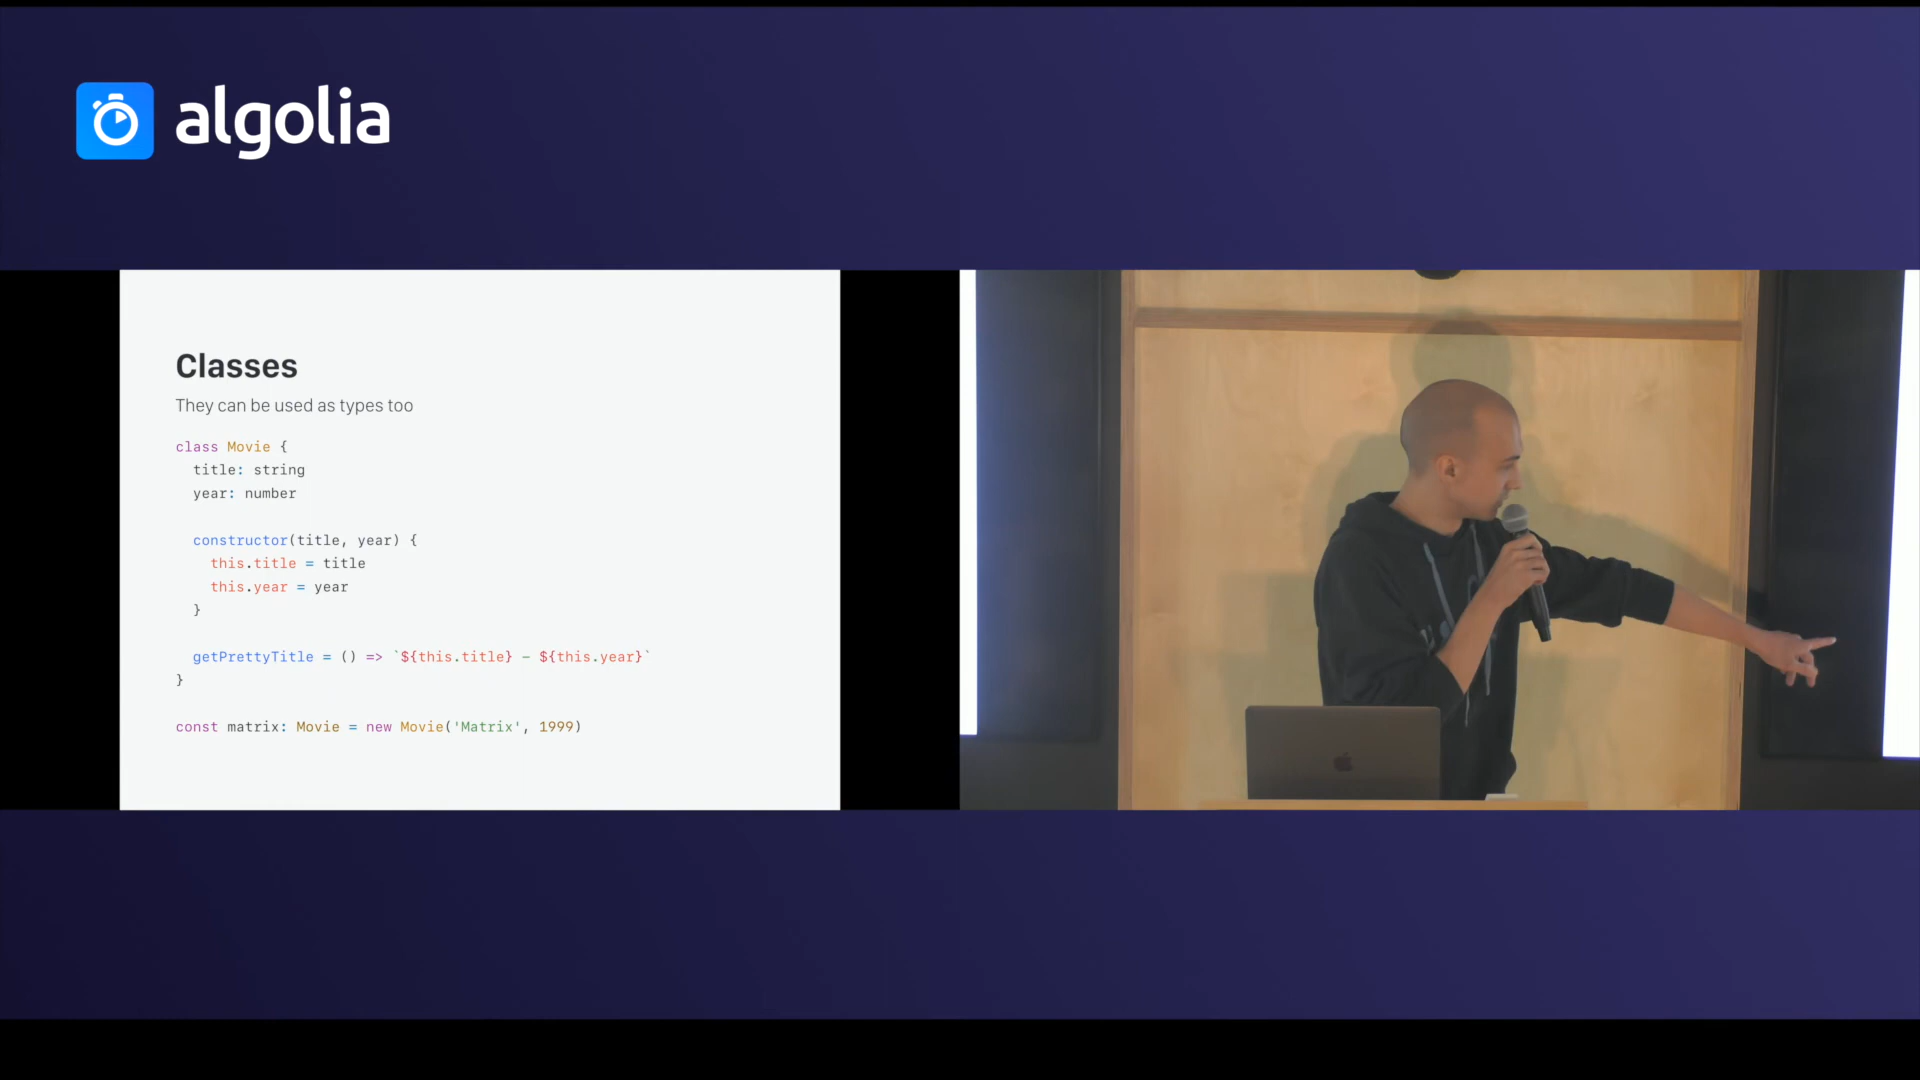 algolia
Classes
They can be used as types too
class Movie {
title: string
year: number
constructor(title, year) {
this.title = title
this.year = year
}
getPrettyTitle = () => `${this.title} – ${this.year}`
}
const matrix: Movie = new Movie('Matrix', 1999)